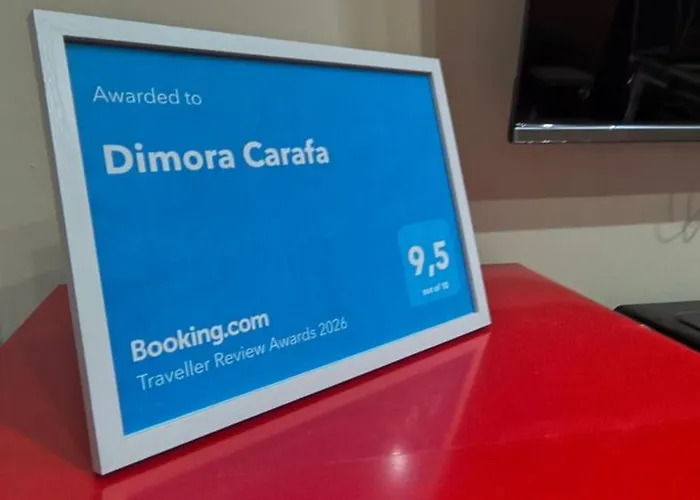 Awarded to
Dimora Carafa
9,5
out of 10
Booking.com
Traveller Review Awards 2026